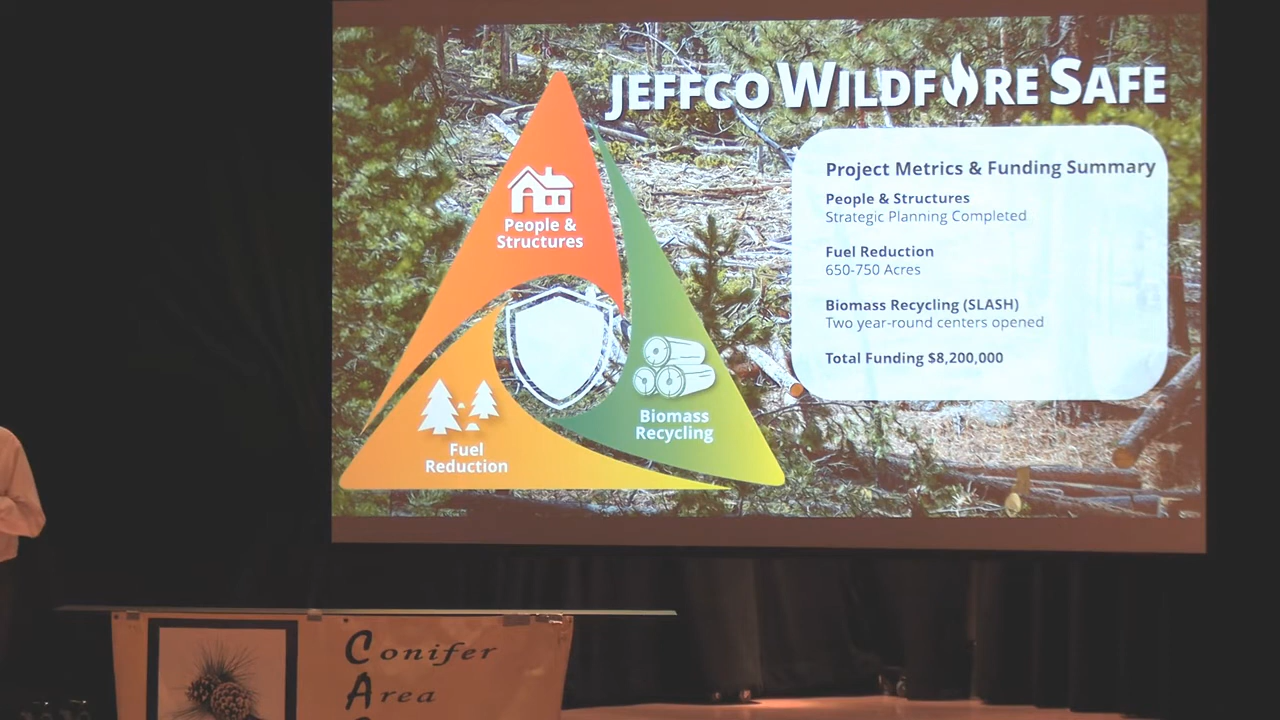 JEFFCO WILDFIRE SAFE
People &
Structures
Fuel
Reduction
Biomass
Recycling
Project Metrics & Funding Summary
People & Structures
Strategic Planning Completed
Fuel Reduction
650-750 Acres
Biomass Recycling (SLASH)
Two year-round centers opened
Total Funding $8,200,000
Conifer
Area